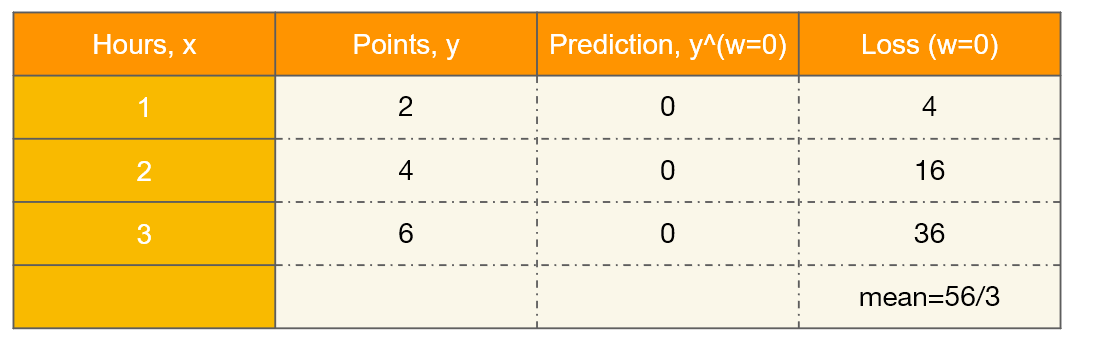 Hours, x Points, y Prediction, y^(w=0) Loss (w=0)
1 2 0 4
2 4 0 16
3 6 0 36
mean=56/3